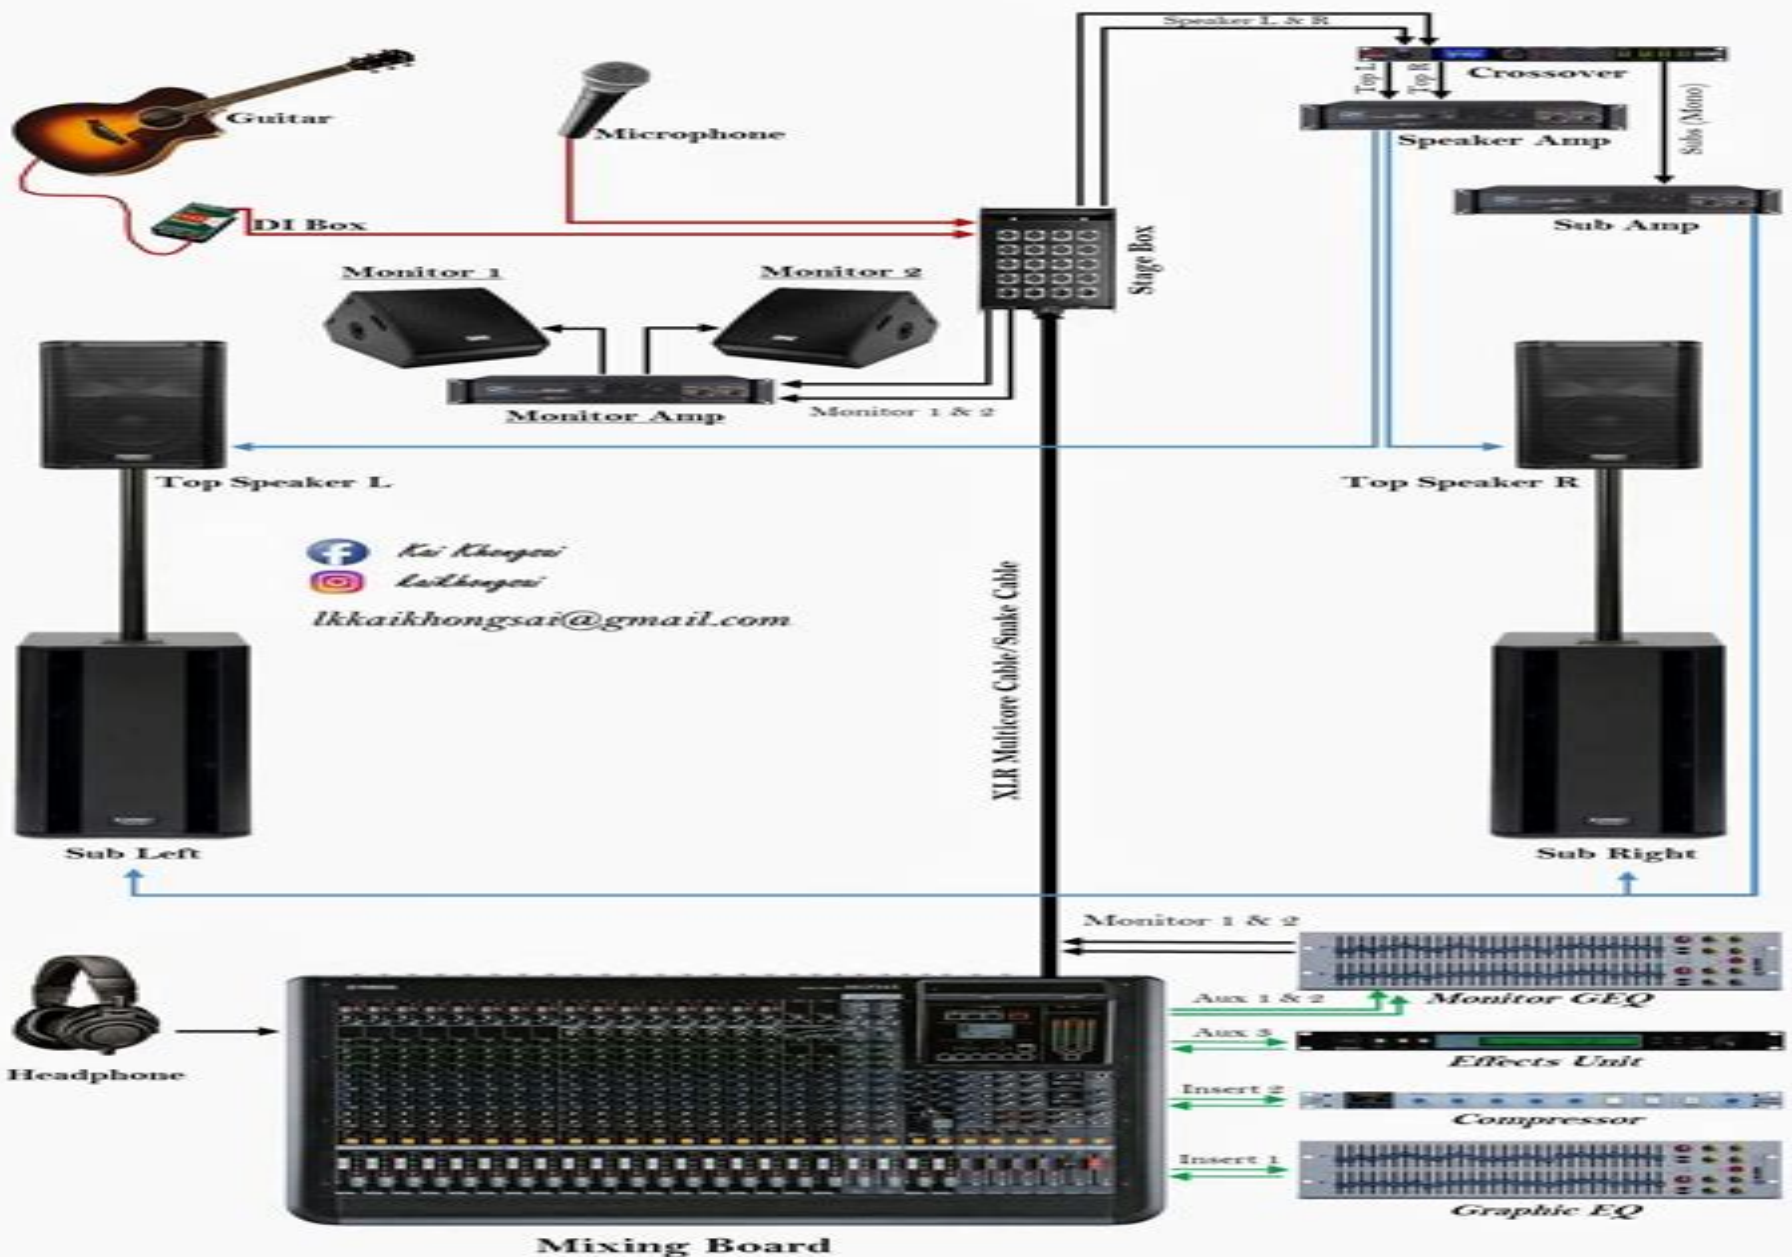 Speaker L & R
Crossover
Top L
Top R
Subs (Mono)
Speaker Amp
Sub Amp
Guitar
Microphone
DI Box
Stage Box
Monitor 1
Monitor 2
Monitor Amp
Monitor 1 & 2
Top Speaker L
Top Speaker R
Kai Khongsai
kaikhongsai
lkkaikhongsai@gmail.com
XLR Multicore Cable/Snake Cable
Sub Left
Sub Right
Monitor 1 & 2
Monitor GEQ
Aux 1 & 2
Aux 3
Effects Unit
Insert 2
Compressor
Insert 1
Graphic EQ
Headphone
Mixing Board